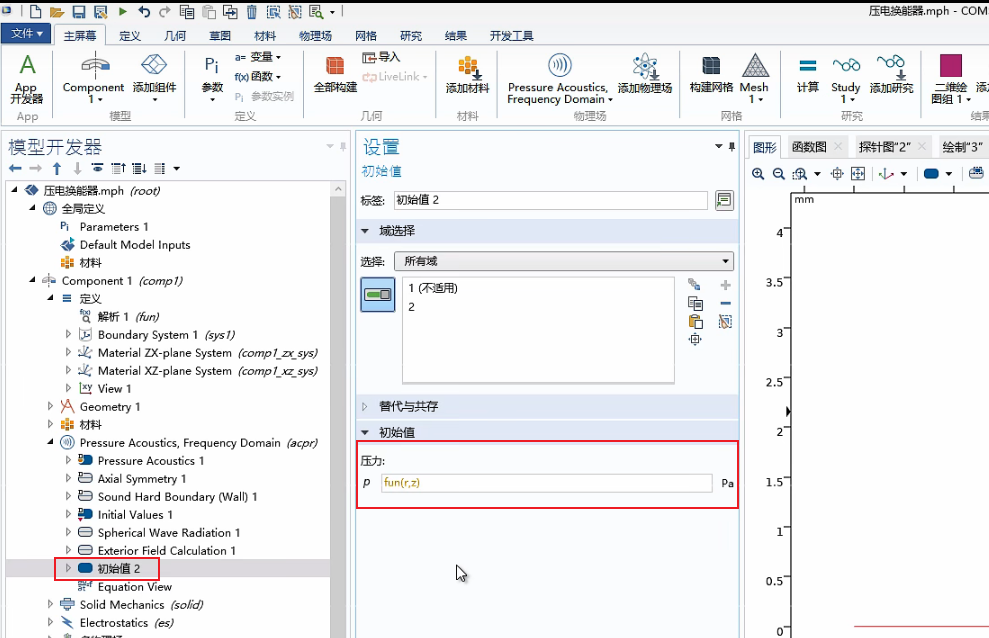 压电换能器.mph - COM
文件
主屏幕 定义 几何 草图 材料 物理场 网格 研究 结果 开发工具
App
开发器
Component
1
添加组件
Pi
参数
a= 变量
f(x) 函数
Pi 参数实例
全部构建
导入
LiveLink
添加材料
Pressure Acoustics,
Frequency Domain
添加物理场
构建网格
Mesh
1
计算
Study
1
添加研究
二维绘
图组 1
添
App 模型 定义 几何 材料 物理场 网格 研究 结果
模型开发器
压电换能器.mph (root)
全局定义
Pi Parameters 1
Default Model Inputs
材料
Component 1 (comp1)
定义
解析 1 (fun)
Boundary System 1 (sys1)
Material ZX-plane System (comp1_zx_sys)
Material XZ-plane System (comp1_xz_sys)
View 1
Geometry 1
材料
Pressure Acoustics, Frequency Domain (acpr)
Pressure Acoustics 1
Axial Symmetry 1
Sound Hard Boundary (Wall) 1
Initial Values 1
Spherical Wave Radiation 1
Exterior Field Calculation 1
初始值 2
Equation View
Solid Mechanics (solid)
Electrostatics (es)
设置
初始值
标签: 初始值 2
域选择
选择: 所有域
1 (不适用)
2
替代与共存
初始值
压力:
p fun(r,z) Pa
图形 函数图 探针图"2" 绘制"3"
mm
4
3.5
3
2.5
2
1.5
1
0.5
0